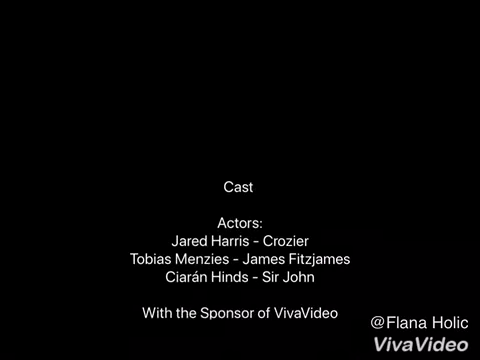 Cast
Actors:
Jared Harris - Crozier
Tobias Menzies - James Fitzjames
Ciarán Hinds - Sir John
With the Sponsor of VivaVideo
@Flana Holic
VivaVideo